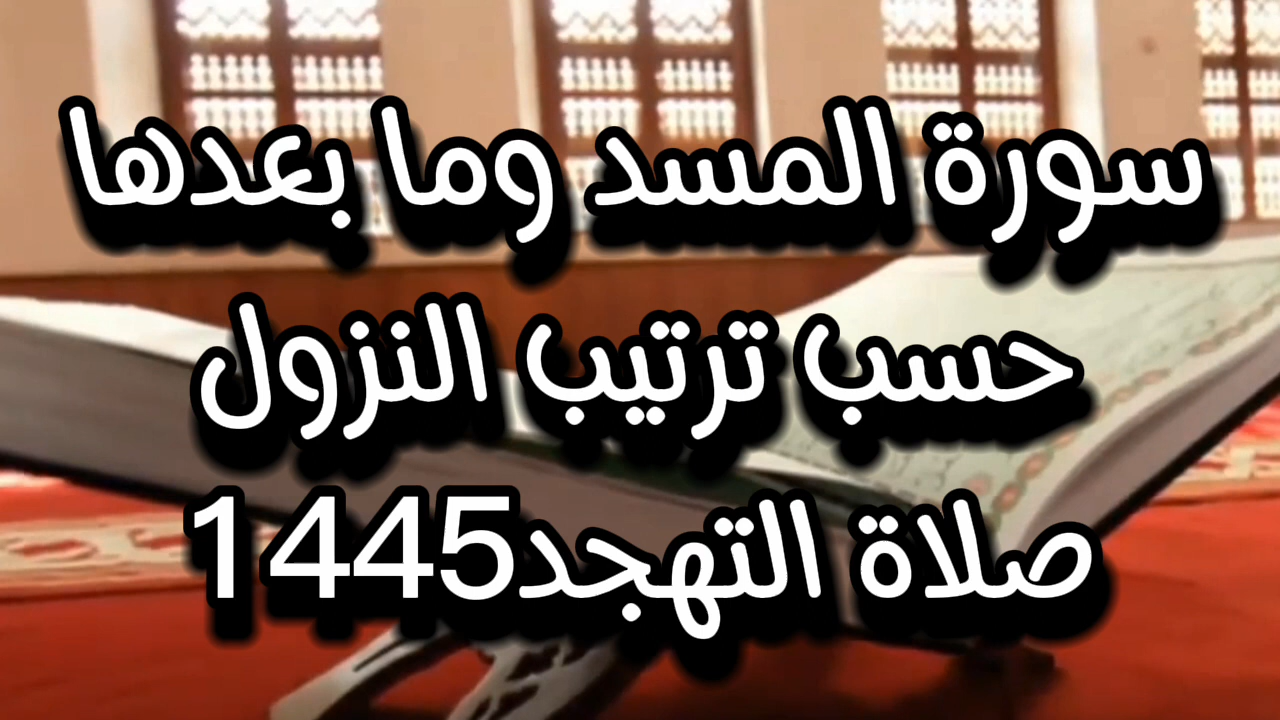 سورة المسد وما بعدها
حسب ترتيب النزول
صلاة التهجد1445